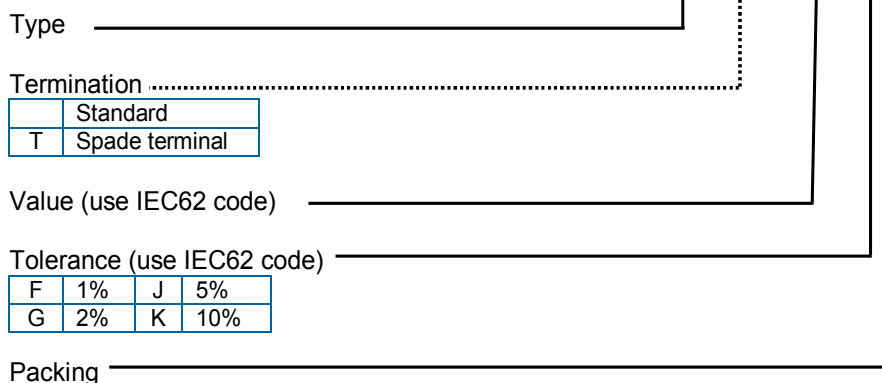 Type
Termination
Standard
T Spade terminal
Value (use IEC62 code)
Tolerance (use IEC62 code)
F 1% J 5%
G 2% K 10%
Packing